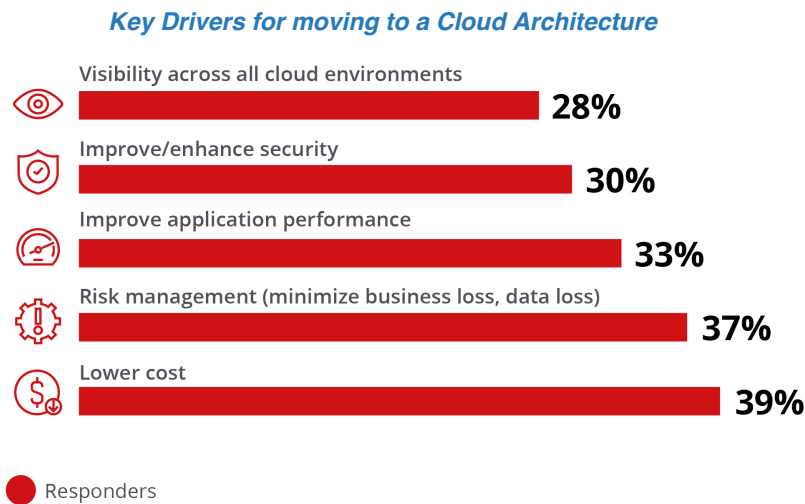 Key Drivers for moving to a Cloud Architecture
Visibility across all cloud environments
28%
Improve/enhance security
30%
Improve application performance
33%
Risk management (minimize business loss, data loss)
37%
Lower cost
39%
Responders